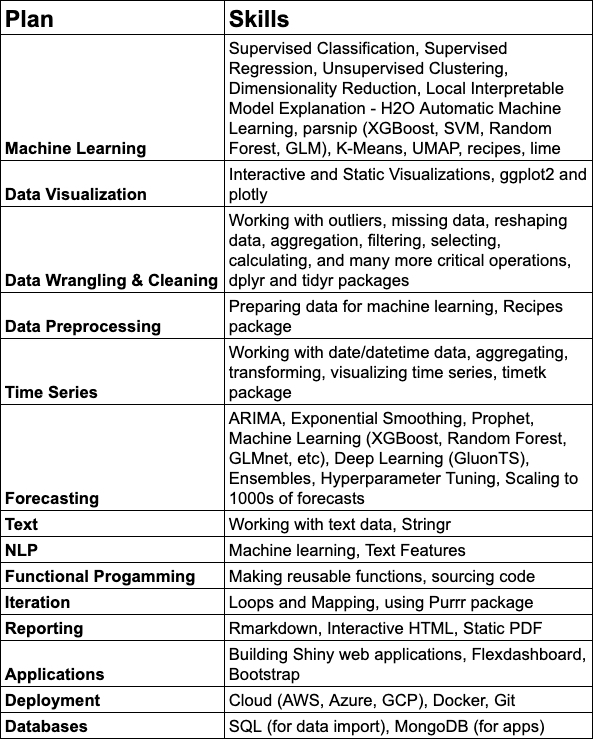 Plan Skills
Supervised Classification, Supervised
Regression, Unsupervised Clustering,
Dimensionality Reduction, Local Interpretable
Model Explanation - H2O Automatic Machine
Learning, parsnip (XGBoost, SVM, Random
Machine Learning Forest, GLM), K-Means, UMAP, recipes, lime
Interactive and Static Visualizations, ggplot2 and
Data Visualization plotly
Working with outliers, missing data, reshaping
data, aggregation, filtering, selecting,
calculating, and many more critical operations,
Data Wrangling & Cleaning dplyr and tidyr packages
Preparing data for machine learning, Recipes
Data Preprocessing package
Working with date/datetime data, aggregating,
transforming, visualizing time series, timetk
Time Series package
ARIMA, Exponential Smoothing, Prophet,
Machine Learning (XGBoost, Random Forest,
GLMnet, etc), Deep Learning (GluonTS),
Ensembles, Hyperparameter Tuning, Scaling to
Forecasting 1000s of forecasts
Text Working with text data, Stringr
NLP Machine learning, Text Features
Functional Progamming Making reusable functions, sourcing code
Iteration Loops and Mapping, using Purrr package
Reporting Rmarkdown, Interactive HTML, Static PDF
Building Shiny web applications, Flexdashboard,
Applications Bootstrap
Deployment Cloud (AWS, Azure, GCP), Docker, Git
Databases SQL (for data import), MongoDB (for apps)